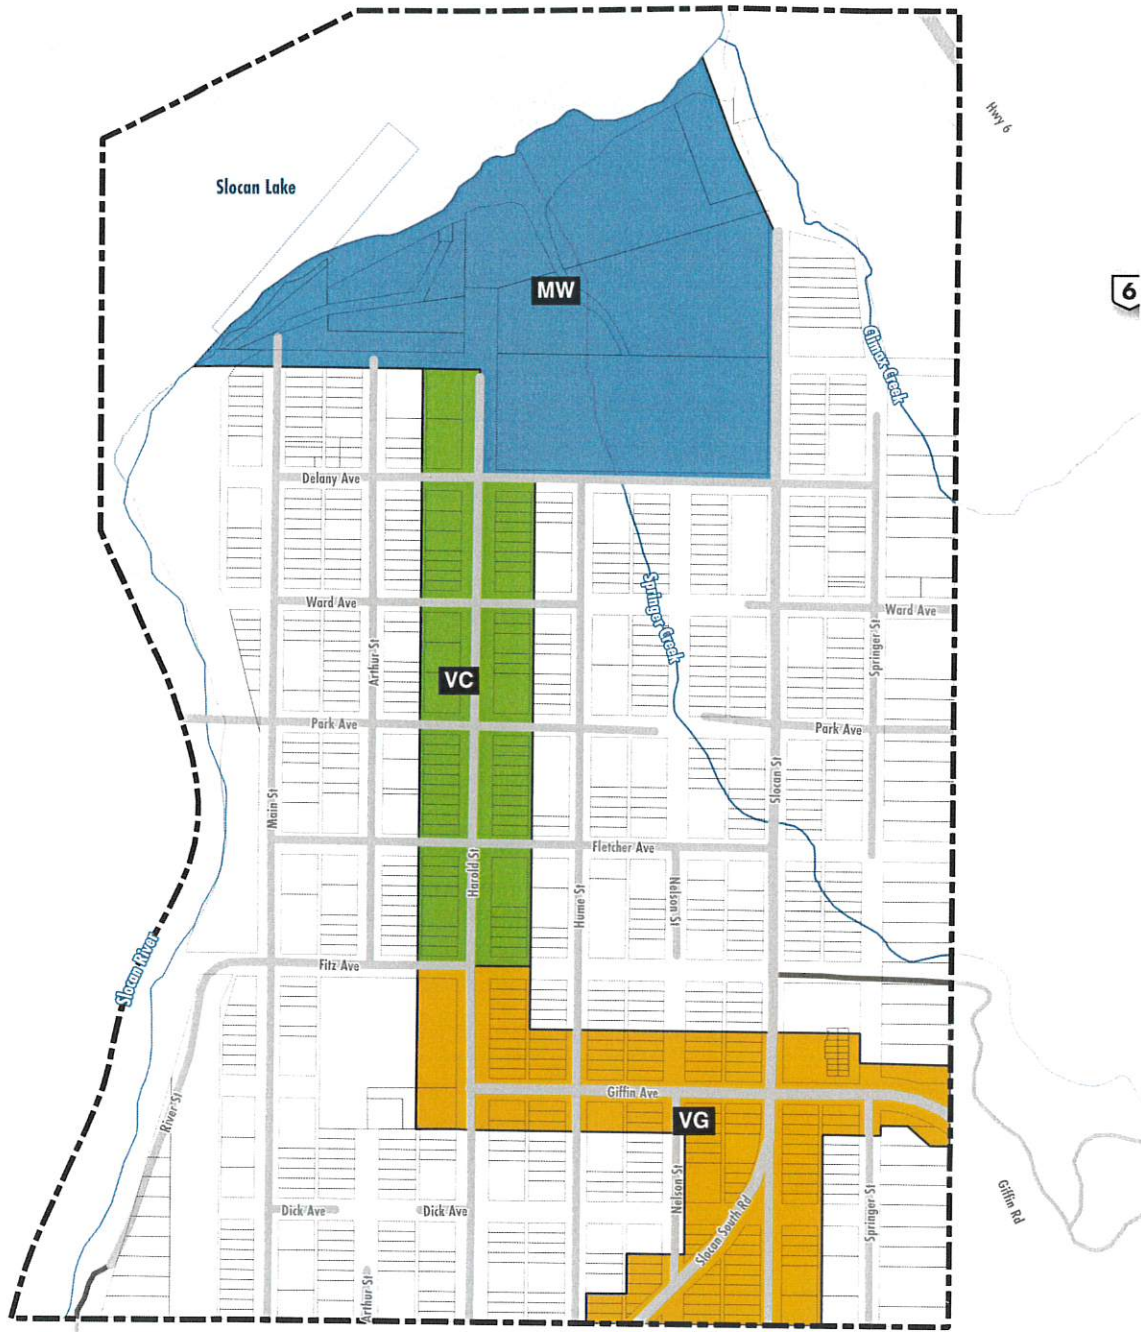 Hwy 6
Slocan Lake
6
MW
Climax Creek
Delany Ave
Springer Creek
Ward Ave
Ward Ave
Arthur St
Springer St
VC
Park Ave
Park Ave
Main St
Slocan St
Fletcher Ave
Harold St
Hume St
Nelson St
Slocan River
Fitz Ave
River St
Giffin Ave
VG
Nelson St
Giffin Rd
Dick Ave
Dick Ave
Slocan South Rd
Springer St
Arthur St